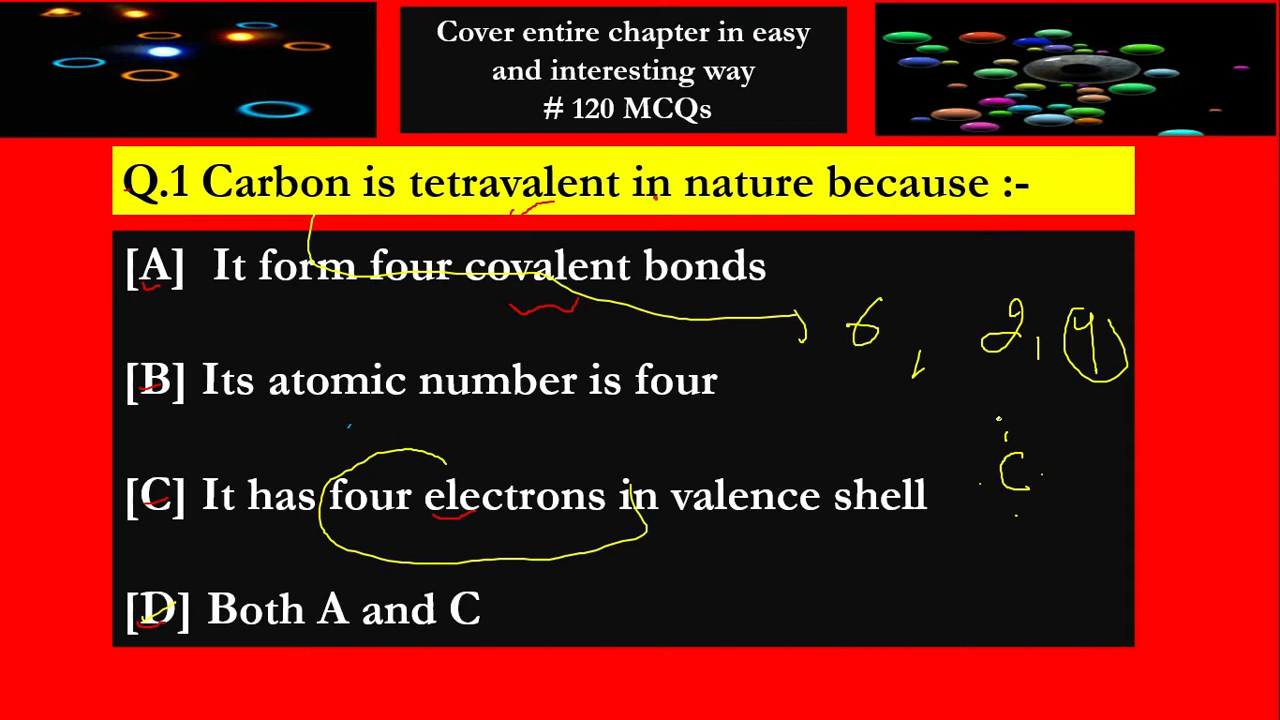 Cover entire chapter in easy
and interesting way
# 120 MCQs
Q.1 Carbon is tetravalent in nature because :-
[A] It form four covalent bonds
6, 2, 4
[B] Its atomic number is four
C
[C] It has four electrons in valence shell
[D] Both A and C